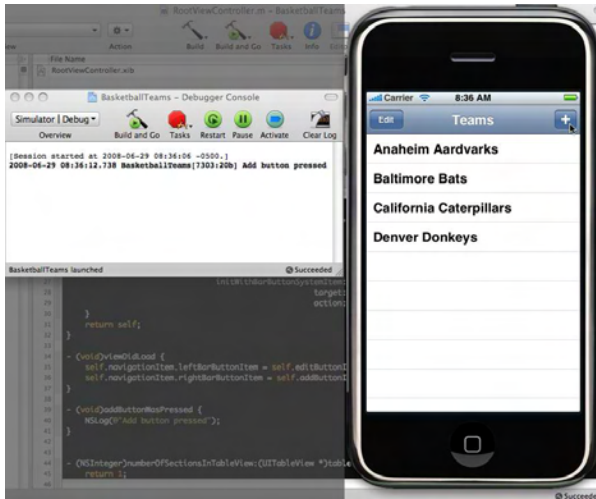 RootViewController.m - BasketballTeams
Action
Build
Build and Go
Tasks
Info
File Name
RootViewController.xib
BasketballTeams – Debugger Console
Simulator | Debug
Overview
Build and Go
Tasks
Restart
Pause
Activate
Clear Log
[Session started at 2008-06-29 08:36:06 -0500.]
2008-06-29 08:36:12.738 BasketballTeams[7303:20b] Add button pressed
BasketballTeams launched
Succeeded
initWithBarButtonSystemItem:
target:
action:
}
return self;
}
- (void)viewDidLoad {
self.navigationItem.leftBarButtonItem = self.editButtonI
self.navigationItem.rightBarButtonItem = self.addButtonI
}
- (void)addButtonWasPressed {
NSLog(@"Add button pressed");
}
- (NSInteger)numberOfSectionsInTableView:(UITableView *)table
return 1;
Carrier
8:36 AM
Edit
Teams
+
Anaheim Aardvarks
Baltimore Bats
California Caterpillars
Denver Donkeys
Succeede